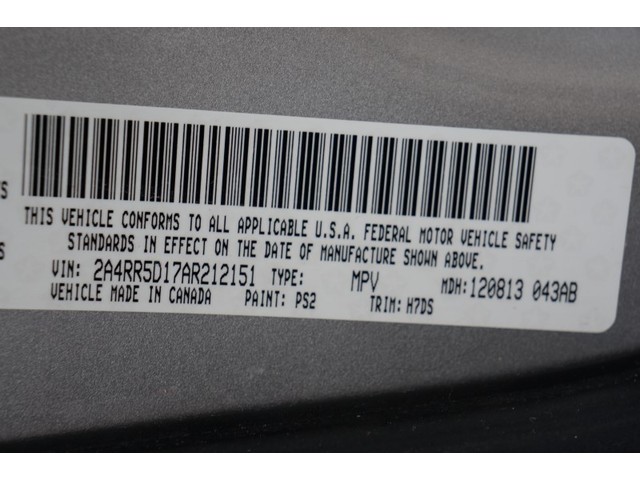 S
THIS VEHICLE CONFORMS TO ALL APPLICABLE U.S.A. FEDERAL MOTOR VEHICLE SAFETY
STANDARDS IN EFFECT ON THE DATE OF MANUFACTURE SHOWN ABOVE.
S
VIN: 2A4RR5D17AR212151 TYPE: MPV MDH:120813 043AB
VEHICLE MADE IN CANADA PAINT: PS2 TRIM: H7DS